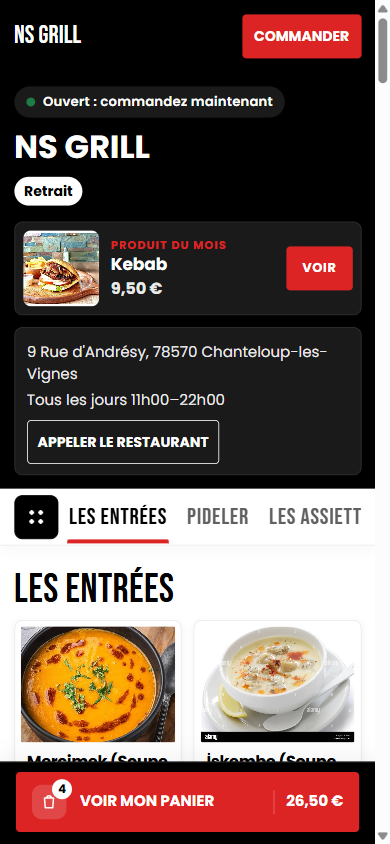 NS GRILL
COMMANDER
Ouvert : commandez maintenant
NS GRILL
Retrait
PRODUIT DU MOIS
Kebab
9,50 €
VOIR
9 Rue d'Andrésy, 78570 Chanteloup-les-
Vignes
Tous les jours 11h00–22h00
APPELER LE RESTAURANT
LES ENTRÉES
PIDELER
LES ASSIETT
LES ENTRÉES
alamy
Mercimek (Soupe
İşkembe (Soupe
4
VOIR MON PANIER
26,50 €